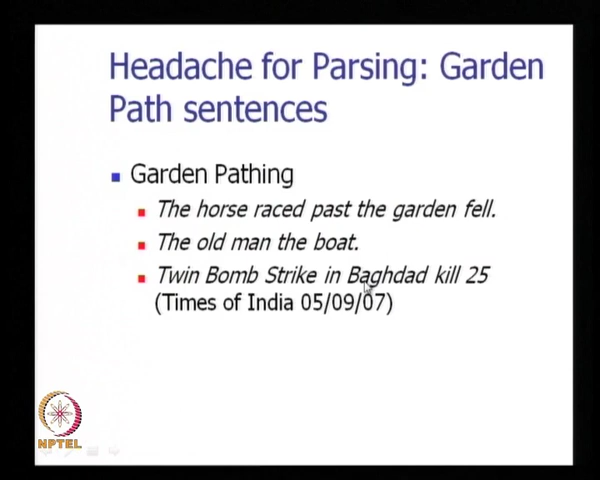 Headache for Parsing: Garden
Path sentences
Garden Pathing
The horse raced past the garden fell.
The old man the boat.
Twin Bomb Strike in Baghdad kill 25
(Times of India 05/09/07)
NPTEL